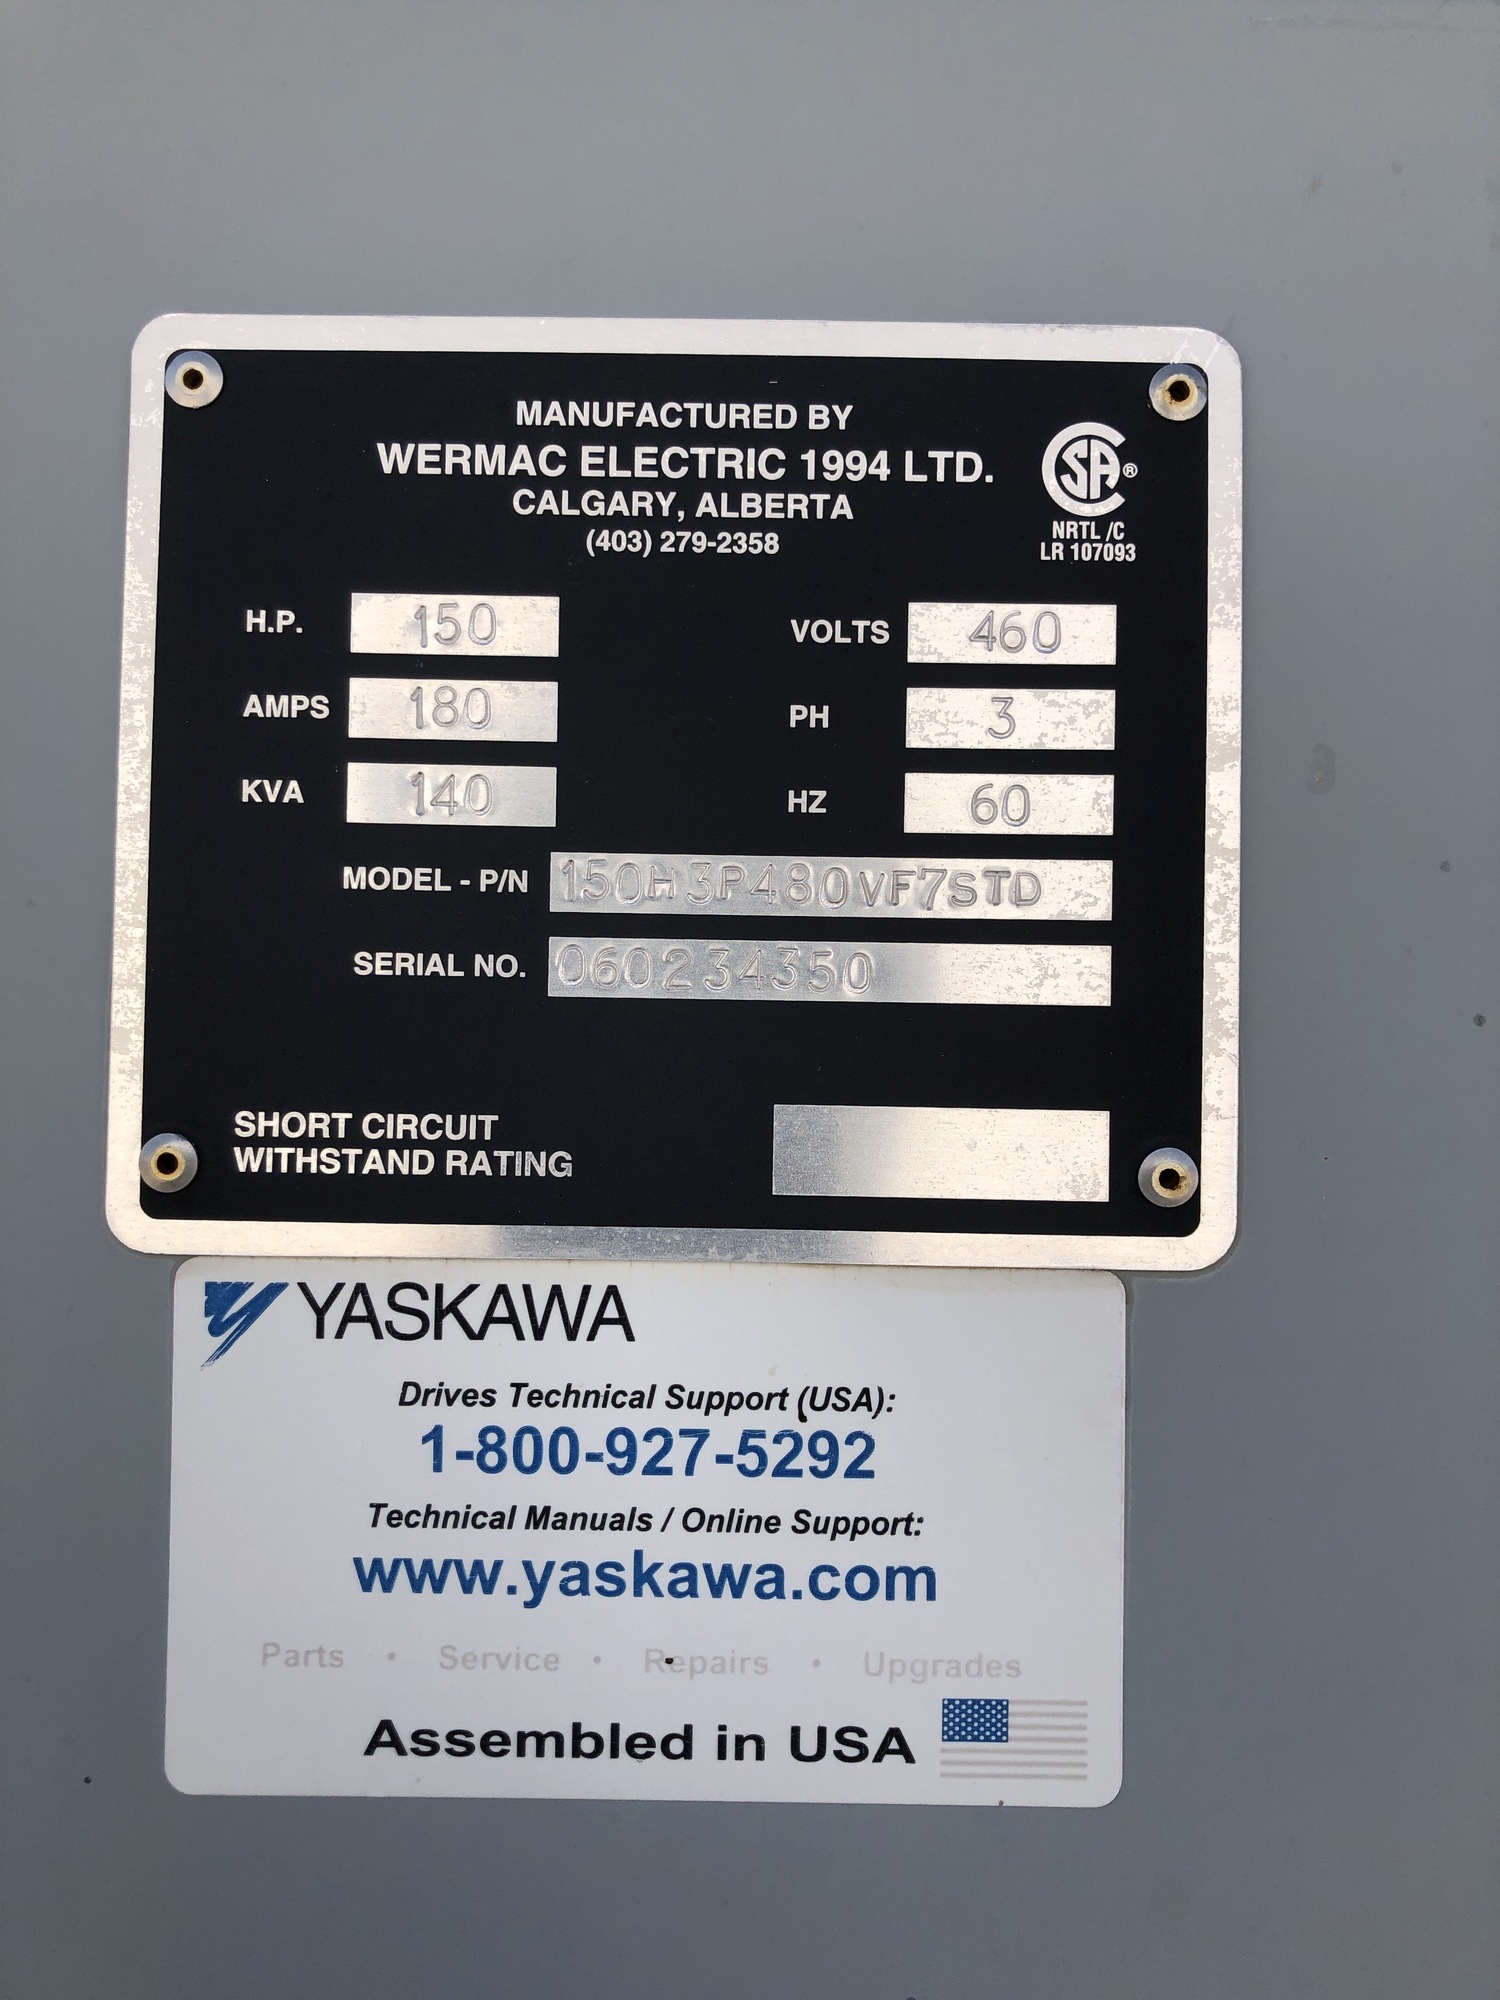 MANUFACTURED BY
WERMAC ELECTRIC 1994 LTD.
CALGARY, ALBERTA
(403) 279-2358
CSA®
NRTL /C
LR 107093
H.P. 150 VOLTS 460
AMPS 180 PH 3
KVA 140 HZ 60
MODEL - P/N 150H3P480VF7STD
SERIAL NO. 060234350
SHORT CIRCUIT
WITHSTAND RATING
YASKAWA
Drives Technical Support (USA):
1-800-927-5292
Technical Manuals / Online Support:
www.yaskawa.com
Parts • Service • Repairs • Upgrades
Assembled in USA